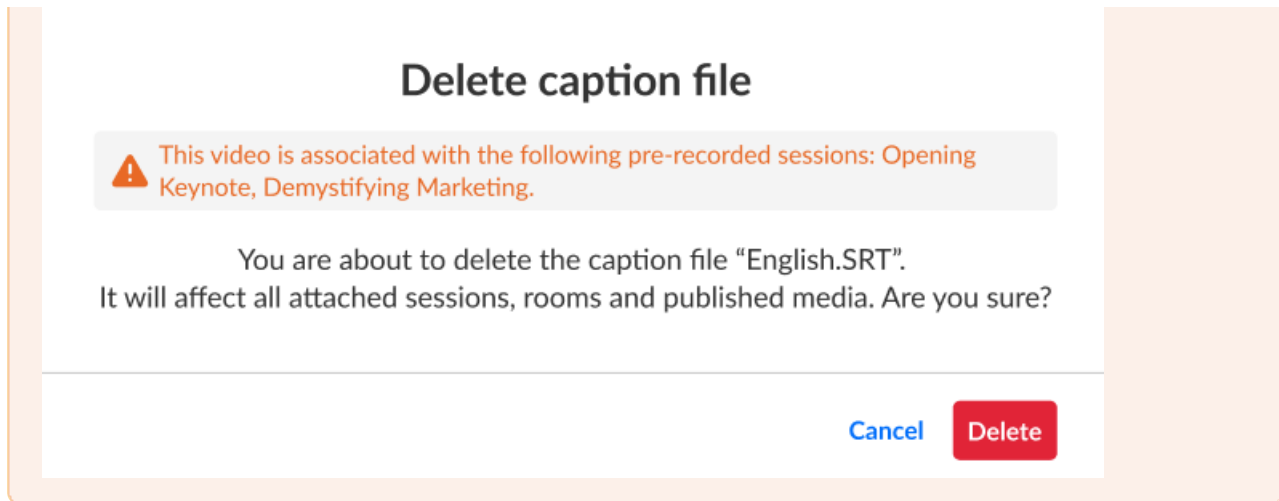 Delete caption file
This video is associated with the following pre-recorded sessions: Opening
Keynote, Demystifying Marketing.
You are about to delete the caption file “English.SRT”.
It will affect all attached sessions, rooms and published media. Are you sure?
Cancel
Delete